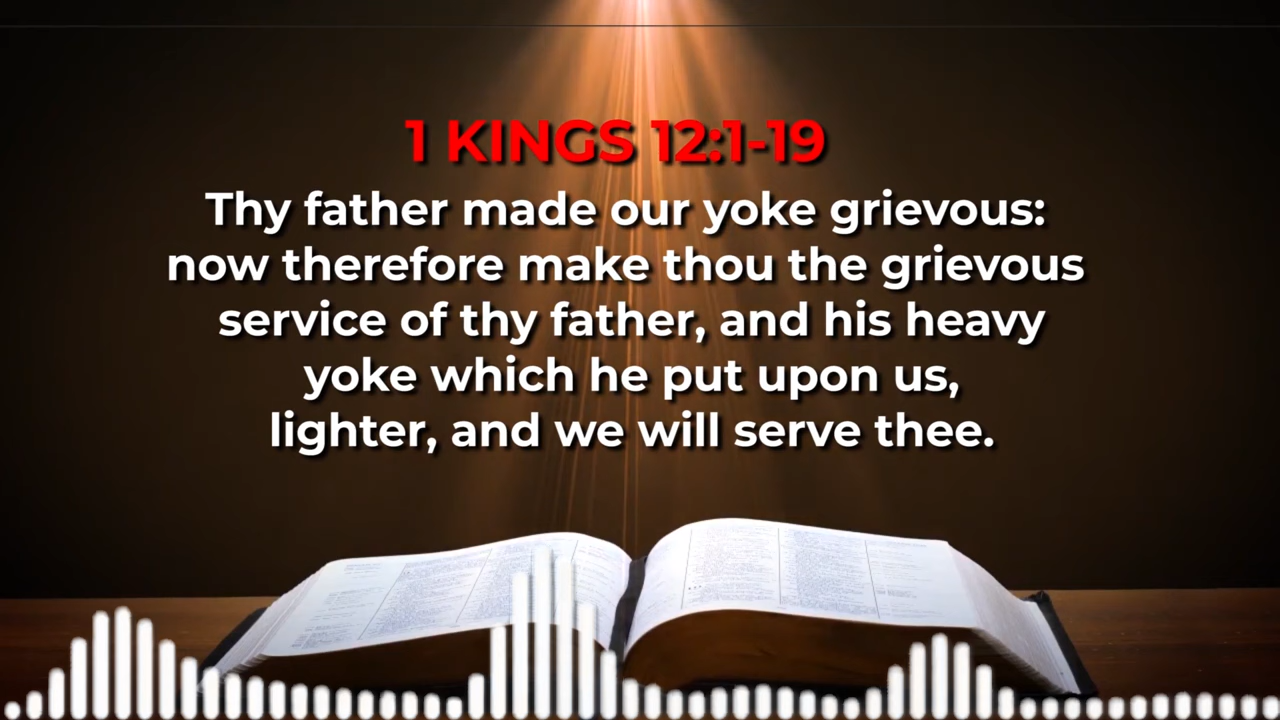 1 KINGS 12:1-19
Thy father made our yoke grievous:
now therefore make thou the grievous
service of thy father, and his heavy
yoke which he put upon us,
lighter, and we will serve thee.